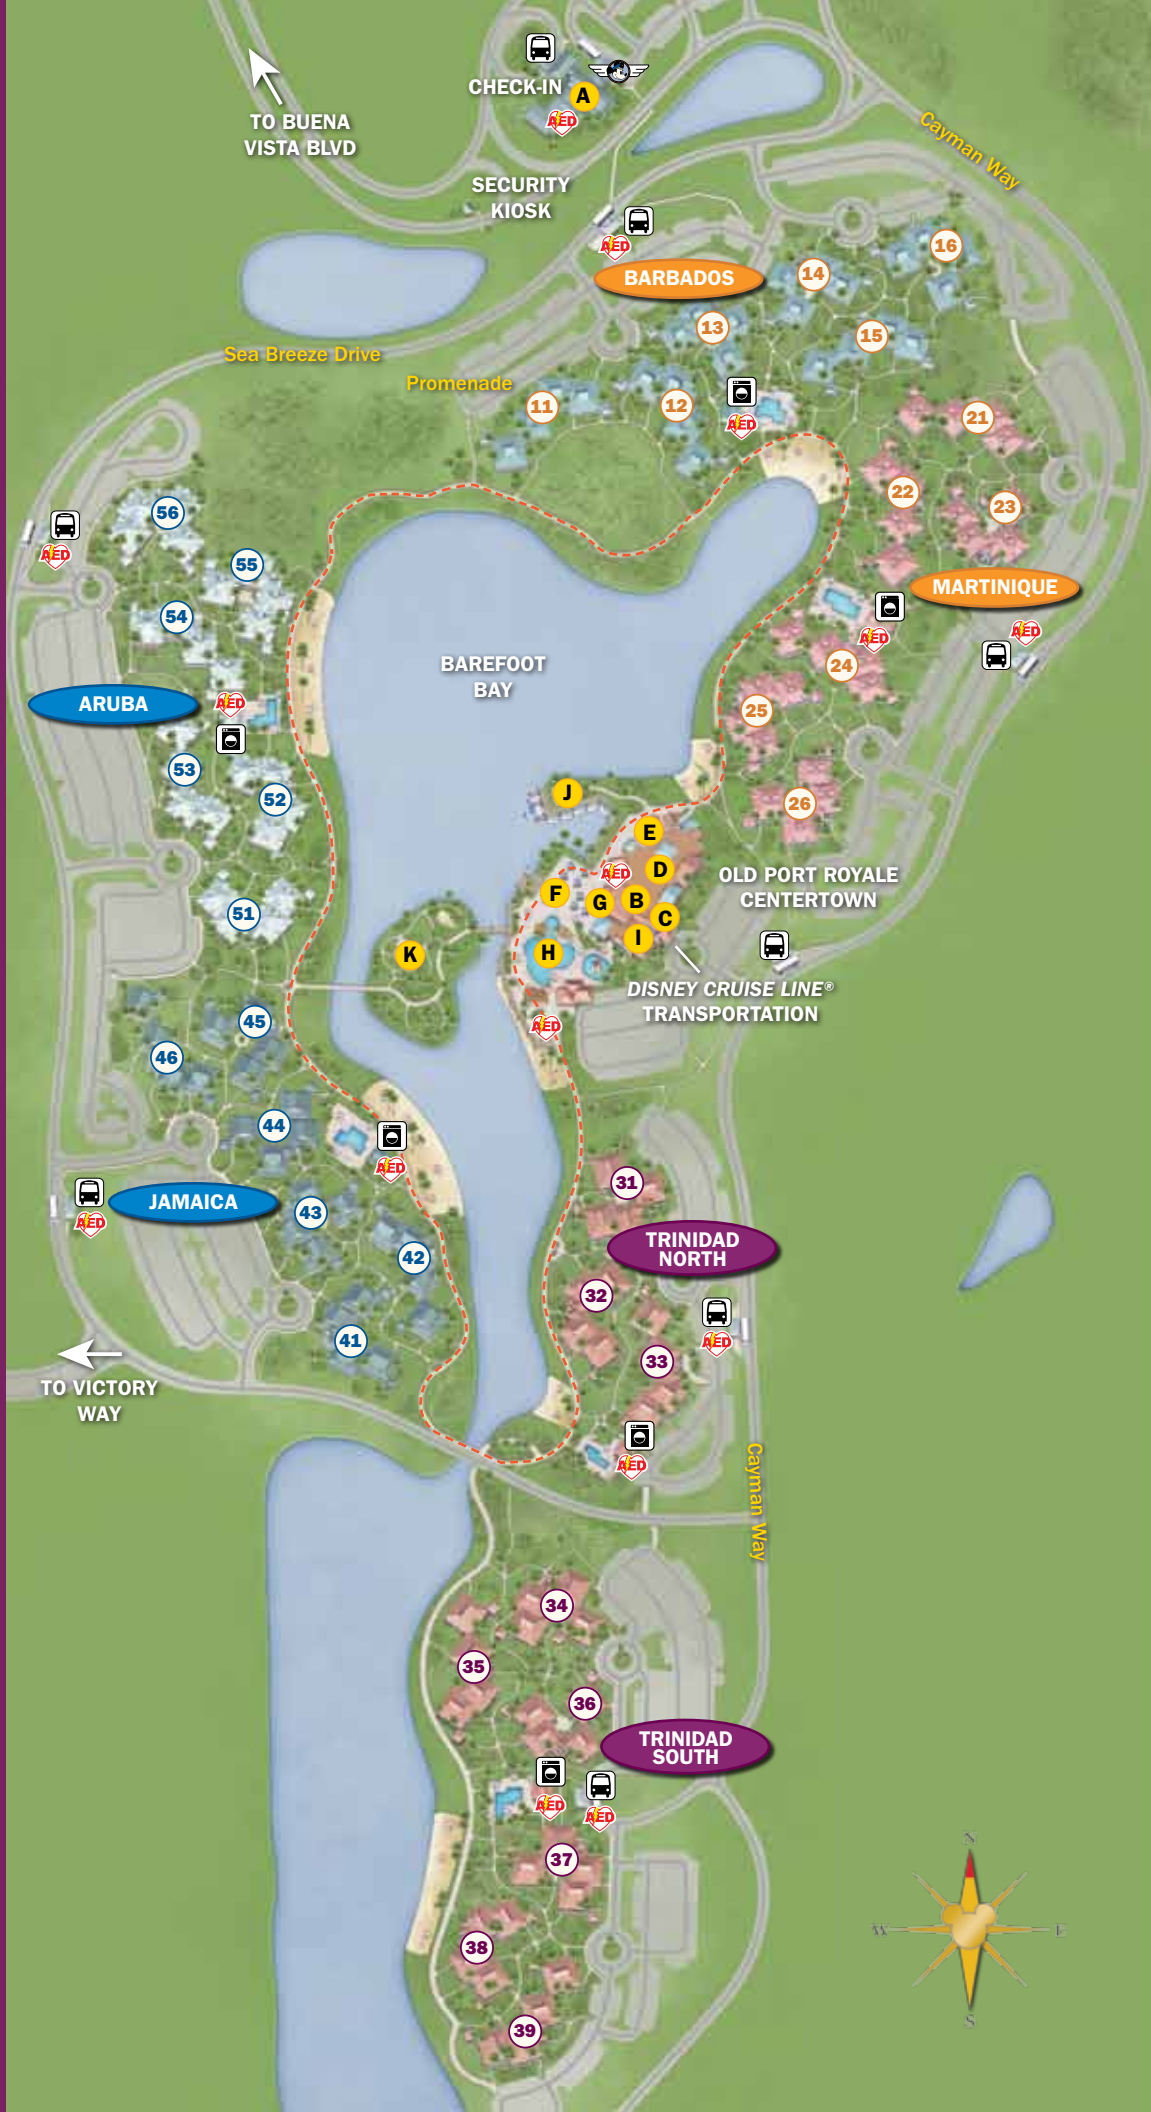 CHECK-IN
A
AED
TO BUENA
VISTA BLVD
Cayman Way
SECURITY
KIOSK
AED
BARBADOS
16
14
13
15
Sea Breeze Drive
Promenade
11
12
AED
21
22
23
56
AED
55
54
MARTINIQUE
AED
AED
24
BAREFOOT
BAY
ARUBA
AED
25
53
52
J
26
E
D
AED
F
G
B
C
I
H
OLD PORT ROYALE
CENTERTOWN
51
K
DISNEY CRUISE LINE®
TRANSPORTATION
45
AED
46
44
AED
31
JAMAICA
AED
43
42
TRINIDAD
NORTH
32
AED
41
33
TO VICTORY
WAY
AED
Cayman Way
34
35
36
TRINIDAD
SOUTH
AED
AED
37
N
W
E
S
38
39